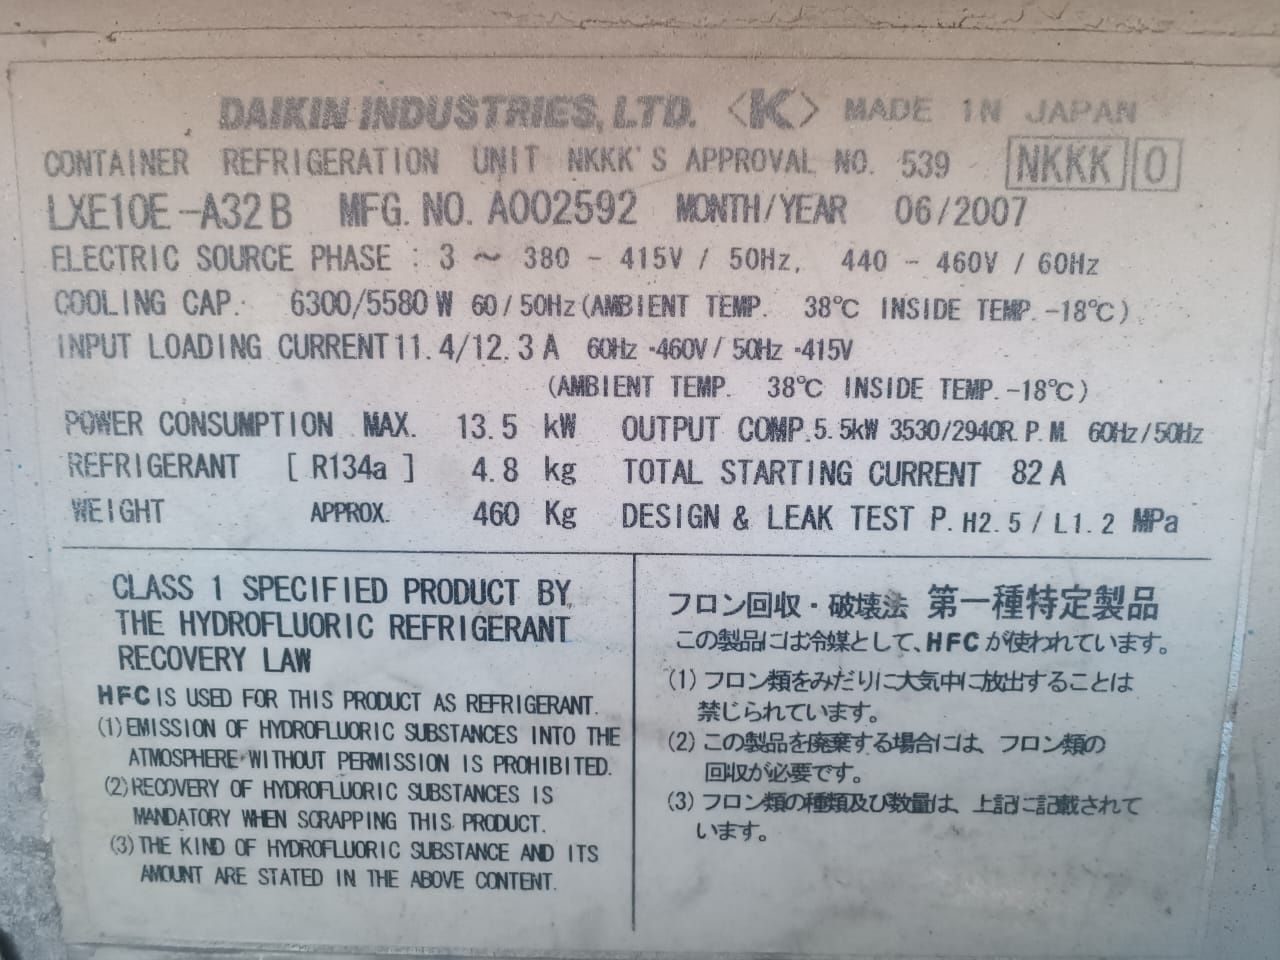 DAIKIN INDUSTRIES, LTD. <K> MADE IN JAPAN
CONTAINER REFRIGERATION UNIT NKKK'S APPROVAL NO. 539 NKKK 0
LXE10E-A32B MFG. NO. A002592 MONTH/YEAR 06/2007
ELECTRIC SOURCE PHASE : 3 ~ 380 - 415V / 50Hz, 440 - 460V / 60Hz
COOLING CAP. 6300/5580 W 60/50Hz (AMBIENT TEMP. 38℃ INSIDE TEMP. -18℃)
INPUT LOADING CURRENT 11.4/12.3 A 60Hz -460V / 50Hz -415V
(AMBIENT TEMP. 38℃ INSIDE TEMP. -18℃)
POWER CONSUMPTION MAX. 13.5 kW OUTPUT COMP. 5.5kW 3530/2940R.P.M. 60Hz/50Hz
REFRIGERANT [ R134a ] 4.8 kg TOTAL STARTING CURRENT 82 A
WEIGHT APPROX. 460 Kg DESIGN & LEAK TEST P. H2.5 / L1.2 MPa
CLASS 1 SPECIFIED PRODUCT BY
THE HYDROFLUORIC REFRIGERANT
RECOVERY LAW
HFC IS USED FOR THIS PRODUCT AS REFRIGERANT.
(1) EMISSION OF HYDROFLUORIC SUBSTANCES INTO THE
ATMOSPHERE WITHOUT PERMISSION IS PROHIBITED.
(2) RECOVERY OF HYDROFLUORIC SUBSTANCES IS
MANDATORY WHEN SCRAPPING THIS PRODUCT.
(3) THE KIND OF HYDROFLUORIC SUBSTANCE AND ITS
AMOUNT ARE STATED IN THE ABOVE CONTENT.
フロン回収・破壊法 第一種特定製品
この製品には冷媒として、HFCが使われています。
(1) フロン類をみだりに大気中に放出することは
禁じられています。
(2) この製品を廃棄する場合には、フロン類の
回収が必要です。
(3) フロン類の種類及び数量は、上記に記載されて
います。